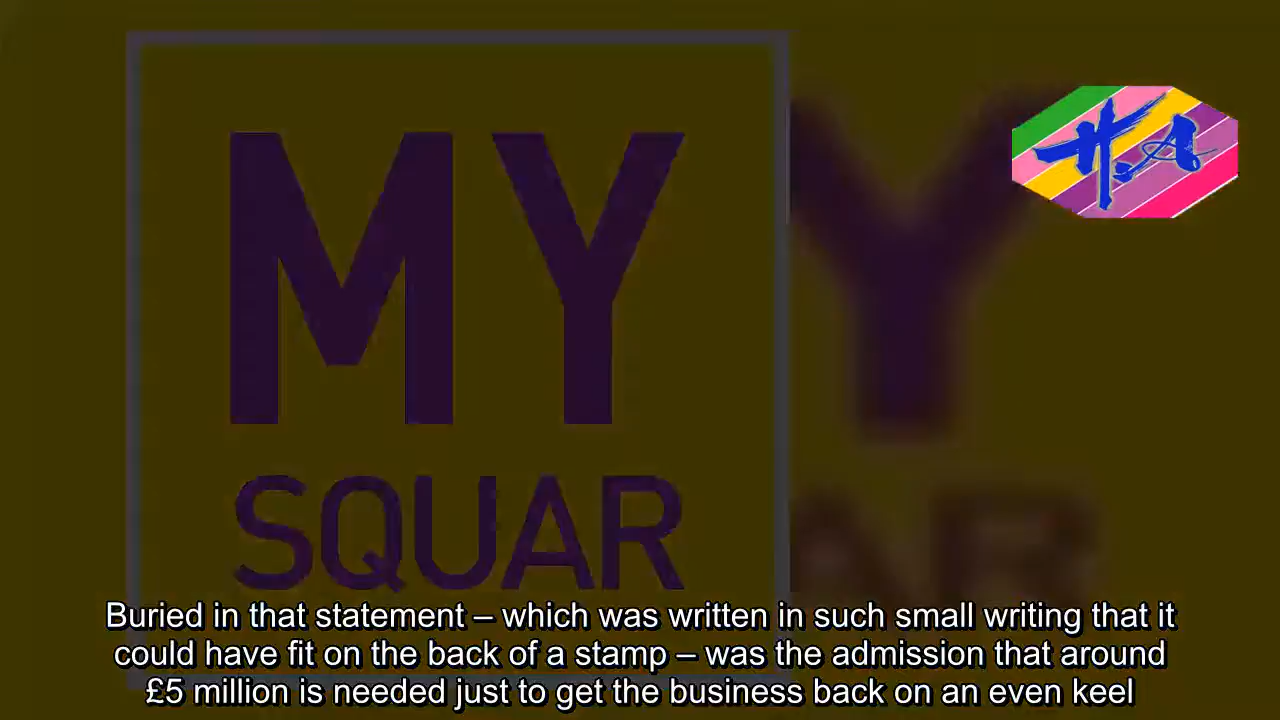 MY
SQUAR
Y
AR
H.A
Buried in that statement – which was written in such small writing that it
could have fit on the back of a stamp – was the admission that around
£5 million is needed just to get the business back on an even keel